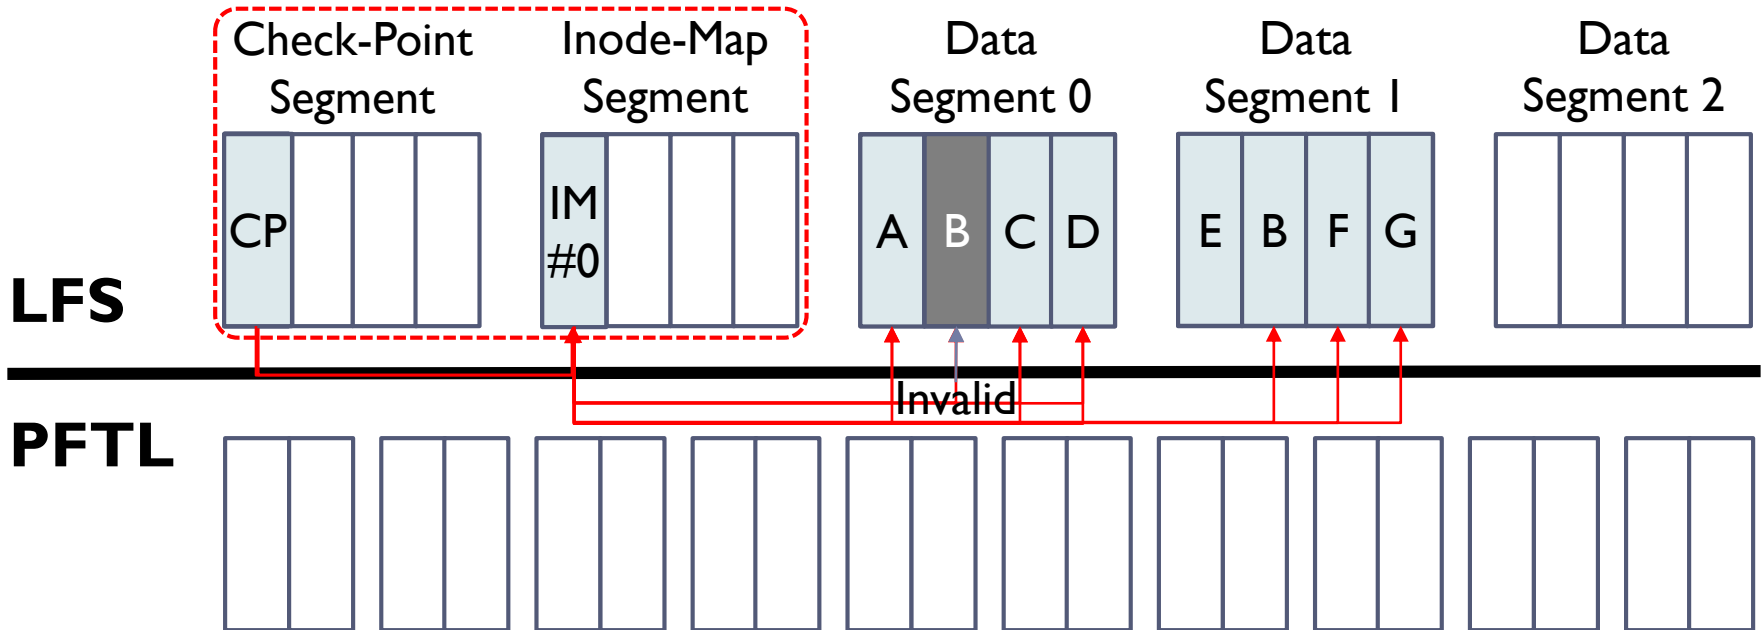 Check-Point
Segment
Inode-Map
Segment
Data
Segment 0
Data
Segment 1
Data
Segment 2
CP
IM
#0
A
B
C
D
E
B
F
G
LFS
Invalid
PFTL